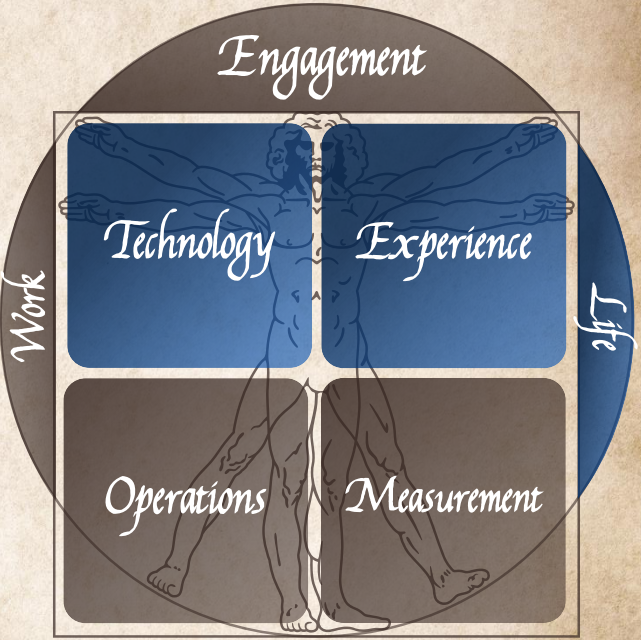 Engagement
Technology
Experience
Work
Life
Operations
Measurement